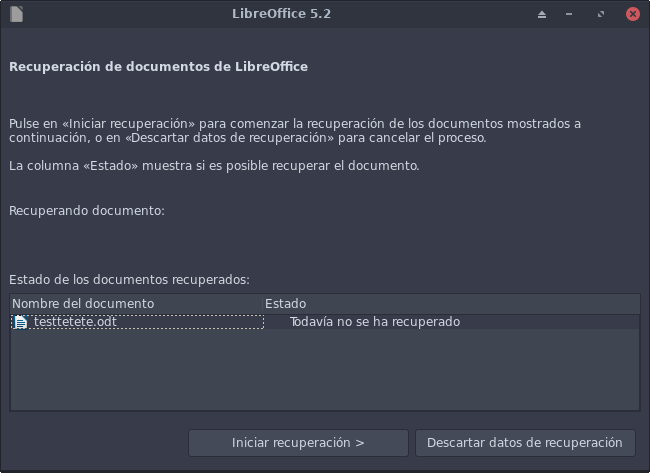 LibreOffice 5.2
Recuperación de documentos de LibreOffice
Pulse en «Iniciar recuperación» para comenzar la recuperación de los documentos mostrados a
continuación, o en «Descartar datos de recuperación» para cancelar el proceso.
La columna «Estado» muestra si es posible recuperar el documento.
Recuperando documento:
Estado de los documentos recuperados:
Nombre del documento Estado
testtetete.odt Todavía no se ha recuperado
Iniciar recuperación > Descartar datos de recuperación